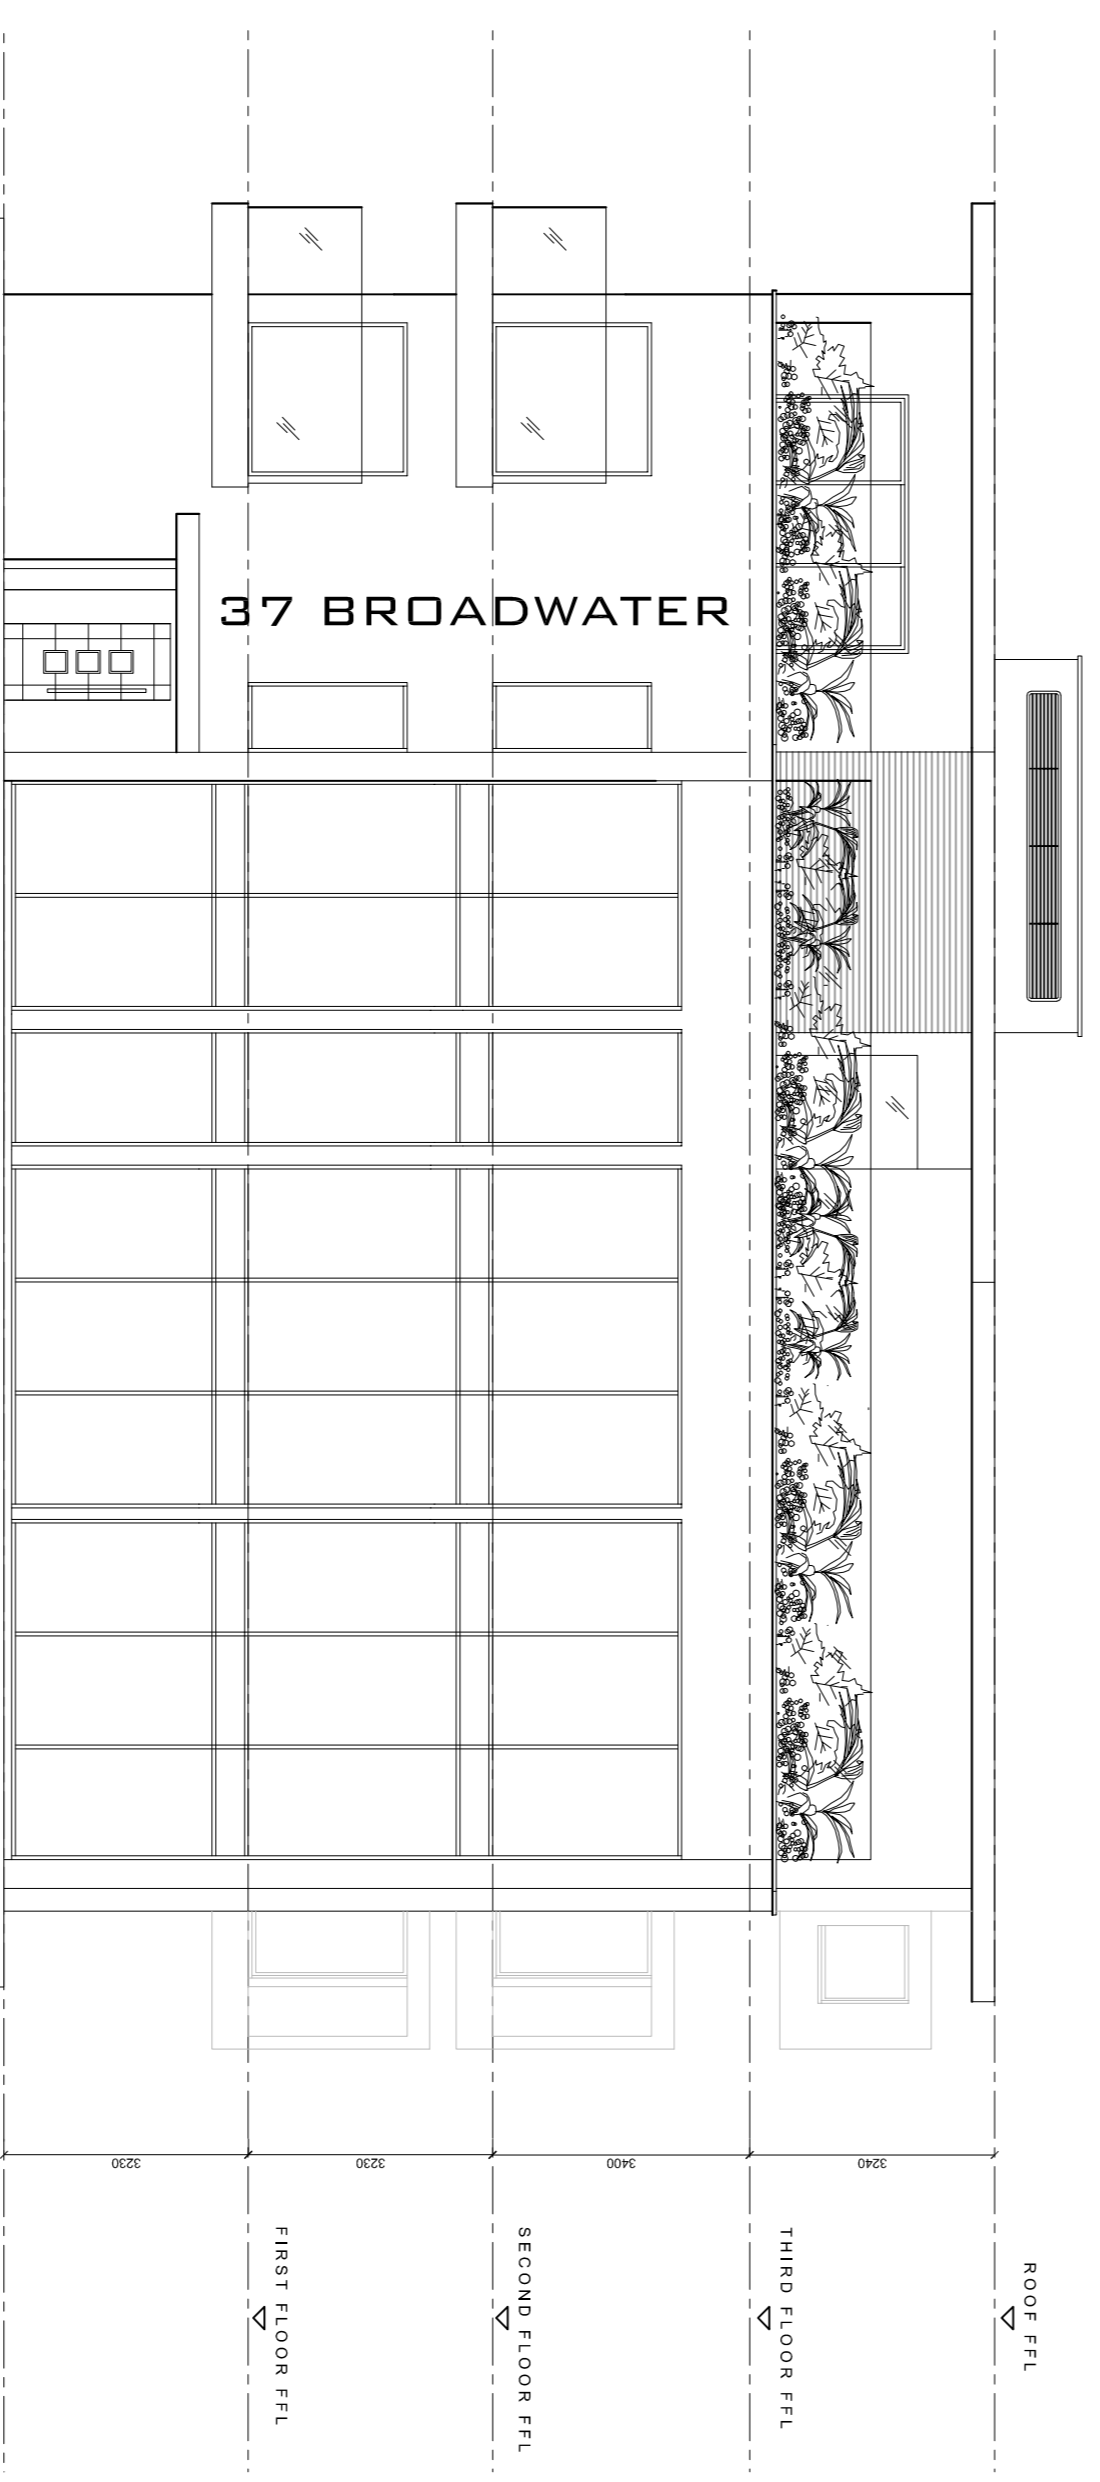 37 BROADWATER
3230
3230
3400
3240
FIRST FLOOR FFL
SECOND FLOOR FFL
THIRD FLOOR FFL
ROOF FFL